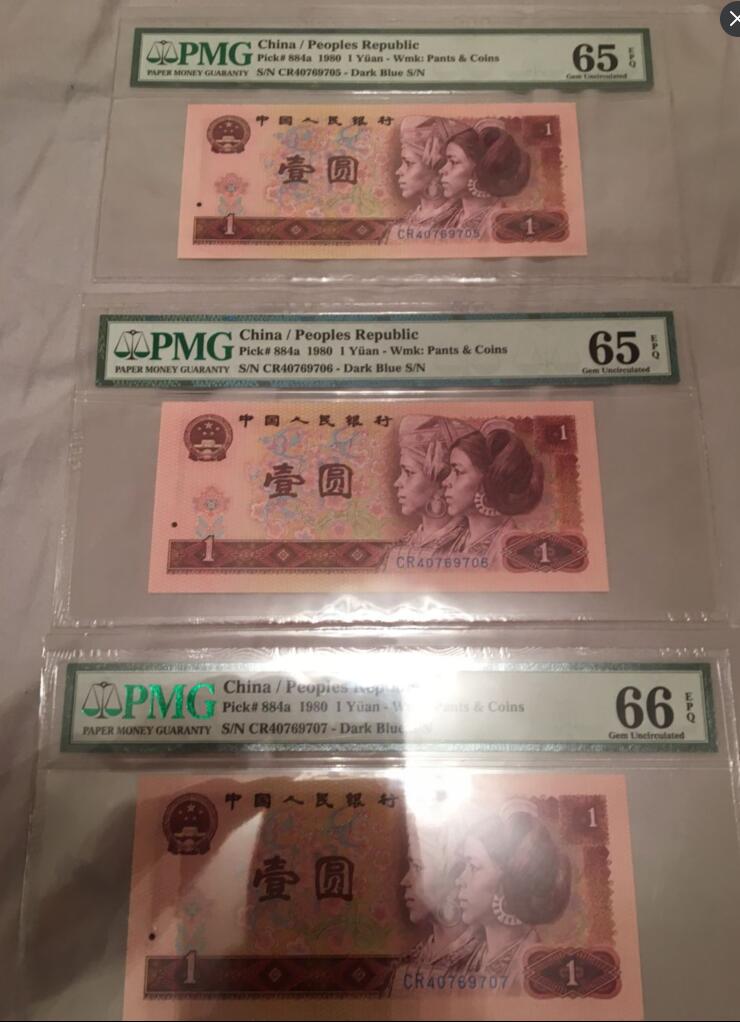 PMG
PAPER MONEY GUARANTY
China / Peoples Republic
Pick# 884a 1980 1 Yüan - Wmk: Pants & Coins
S/N CR40769705 - Dark Blue S/N
65 EPQ
Gem Uncirculated
中国人民银行
1
壹圆
1
CR40769705
1
PMG
PAPER MONEY GUARANTY
China / Peoples Republic
Pick# 884a 1980 1 Yüan - Wmk: Pants & Coins
S/N CR40769706 - Dark Blue S/N
65 EPQ
Gem Uncirculated
中国人民银行
1
壹圆
1
CR40769706
1
PMG
PAPER MONEY GUARANTY
China / Peoples Republic
Pick# 884a 1980 1 Yüan - Pants & Coins
S/N CR40769707 - Dark Blue
66 EPQ
Gem Uncirculated
中国人民银行
1
壹圆
1
CR40769707
1